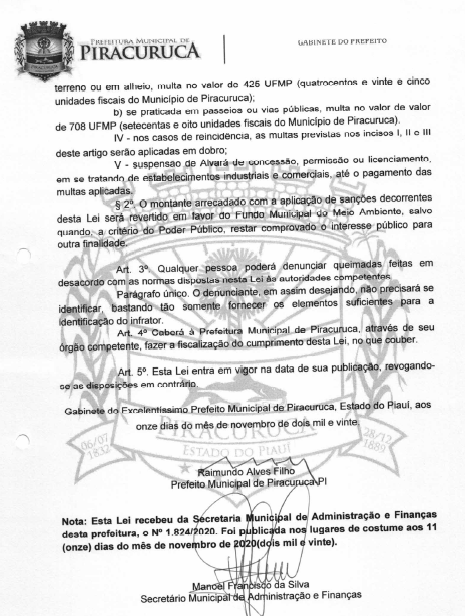 PREFEITURA MUNICIPAL DE
PIRACURUCA
GABINETE DO PREFEITO
terreno ou em alheio, multa no valor de 425 UFMP (quatrocentos e vinte e cinco
unidades fiscais do Município de Piracuruca);
b) se praticada em passeios ou vias públicas, multa no valor de valor
de 708 UFMP (setecentas e oito unidades fiscais do Município de Piracuruca).
IV - nos casos de reincidência, as multas previstas nos incisos I, II e III
deste artigo serão aplicadas em dobro;
V - suspensão de Alvará de concessão, permissão ou licenciamento,
em se tratando de estabelecimentos industriais e comerciais, até o pagamento das
multas aplicadas.
§ 2º. O montante arrecadado com a aplicação de sanções decorrentes
desta Lei será revertido em favor do Fundo Municipal do Meio Ambiente, salvo
quando, a critério do Poder Público, restar comprovado o interesse público para
outra finalidade.
Art. 3º. Qualquer pessoa poderá denunciar queimadas feitas em
desacordo com as normas dispostas nesta Lei às autoridades competentes.
Parágrafo único. O denunciante, em assim desejando, não precisará se
identificar, bastando tão somente fornecer os elementos suficientes para a
identificação do infrator.
Art. 4º Caberá à Prefeitura Municipal de Piracuruca, através de seu
órgão competente, fazer a fiscalização do cumprimento desta Lei, no que couber.
Art. 5º. Esta Lei entra em vigor na data de sua publicação, revogando-
se as disposições em contrário.
Gabinete do Excelentíssimo Prefeito Municipal de Piracuruca, Estado do Piauí, aos
onze dias do mês de novembro de dois mil e vinte.
PIRACURUCA
ESTADO DO PIAUÍ
06/07
1832
28/12
1889
Raimundo Alves Filho
Prefeito Municipal de Piracuruca/PI
Nota: Esta Lei recebeu da Secretaria Municipal de Administração e Finanças
desta prefeitura, o Nº 1.824/2020. Foi publicada nos lugares de costume aos 11
(onze) dias do mês de novembro de 2020(dois mil e vinte).
Manoel Francisco da Silva
Secretário Municipal de Administração e Finanças